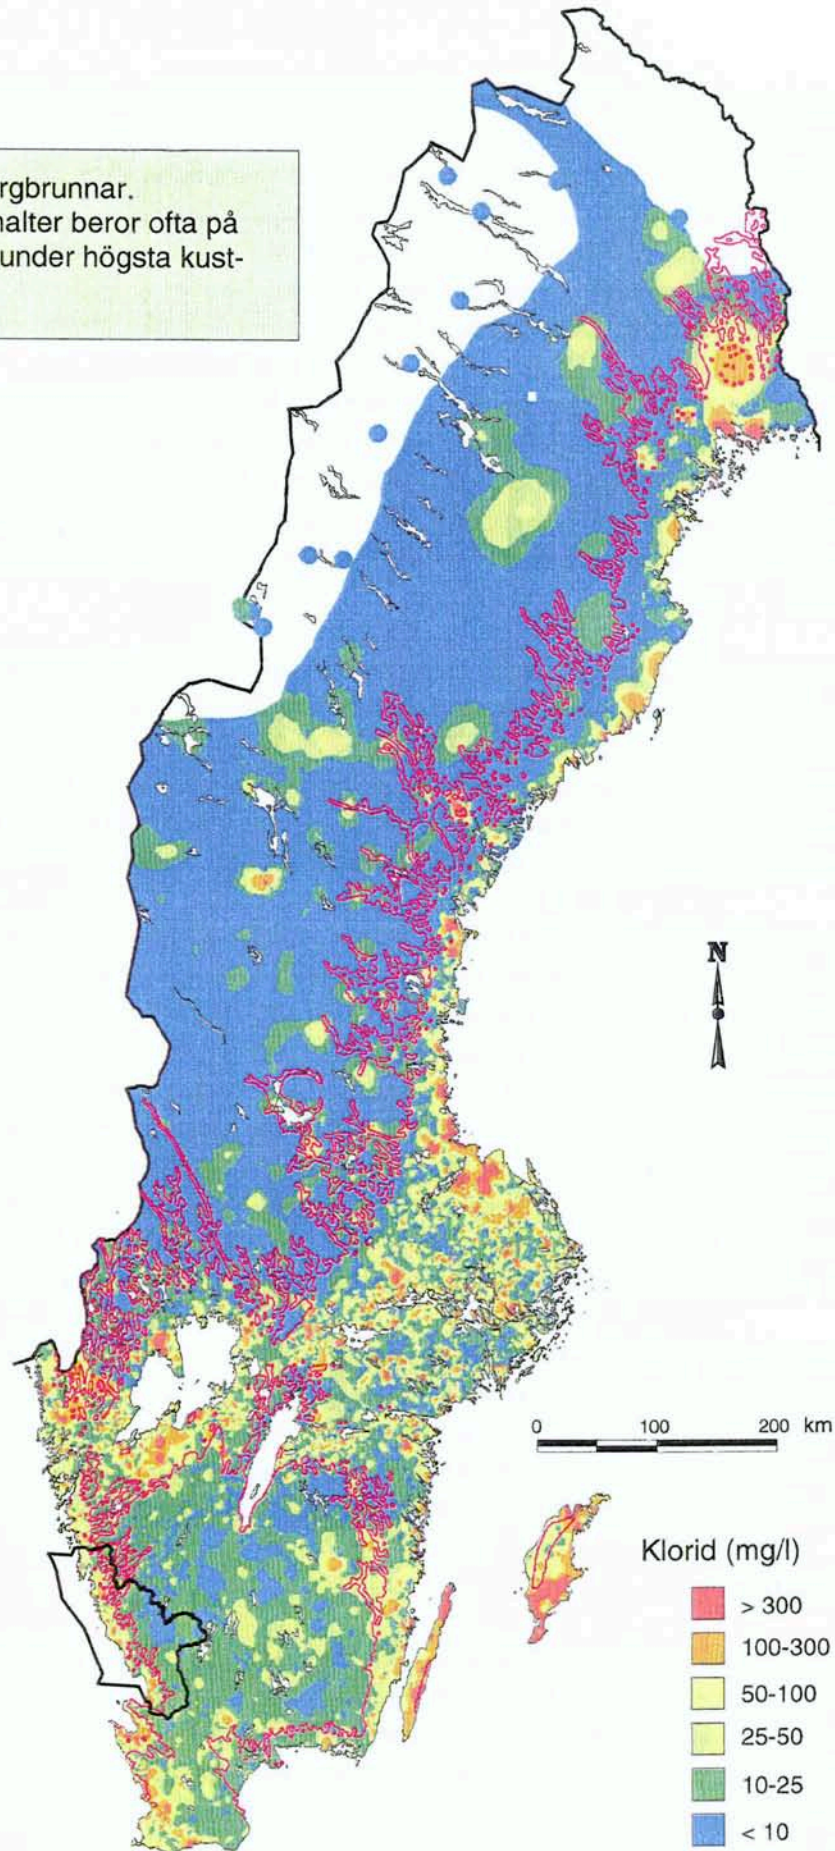 rgbrunnar.
halter beror ofta på
under högsta kust-
N
0 100 200 km
Klorid (mg/l)
> 300
100-300
50-100
25-50
10-25
< 10